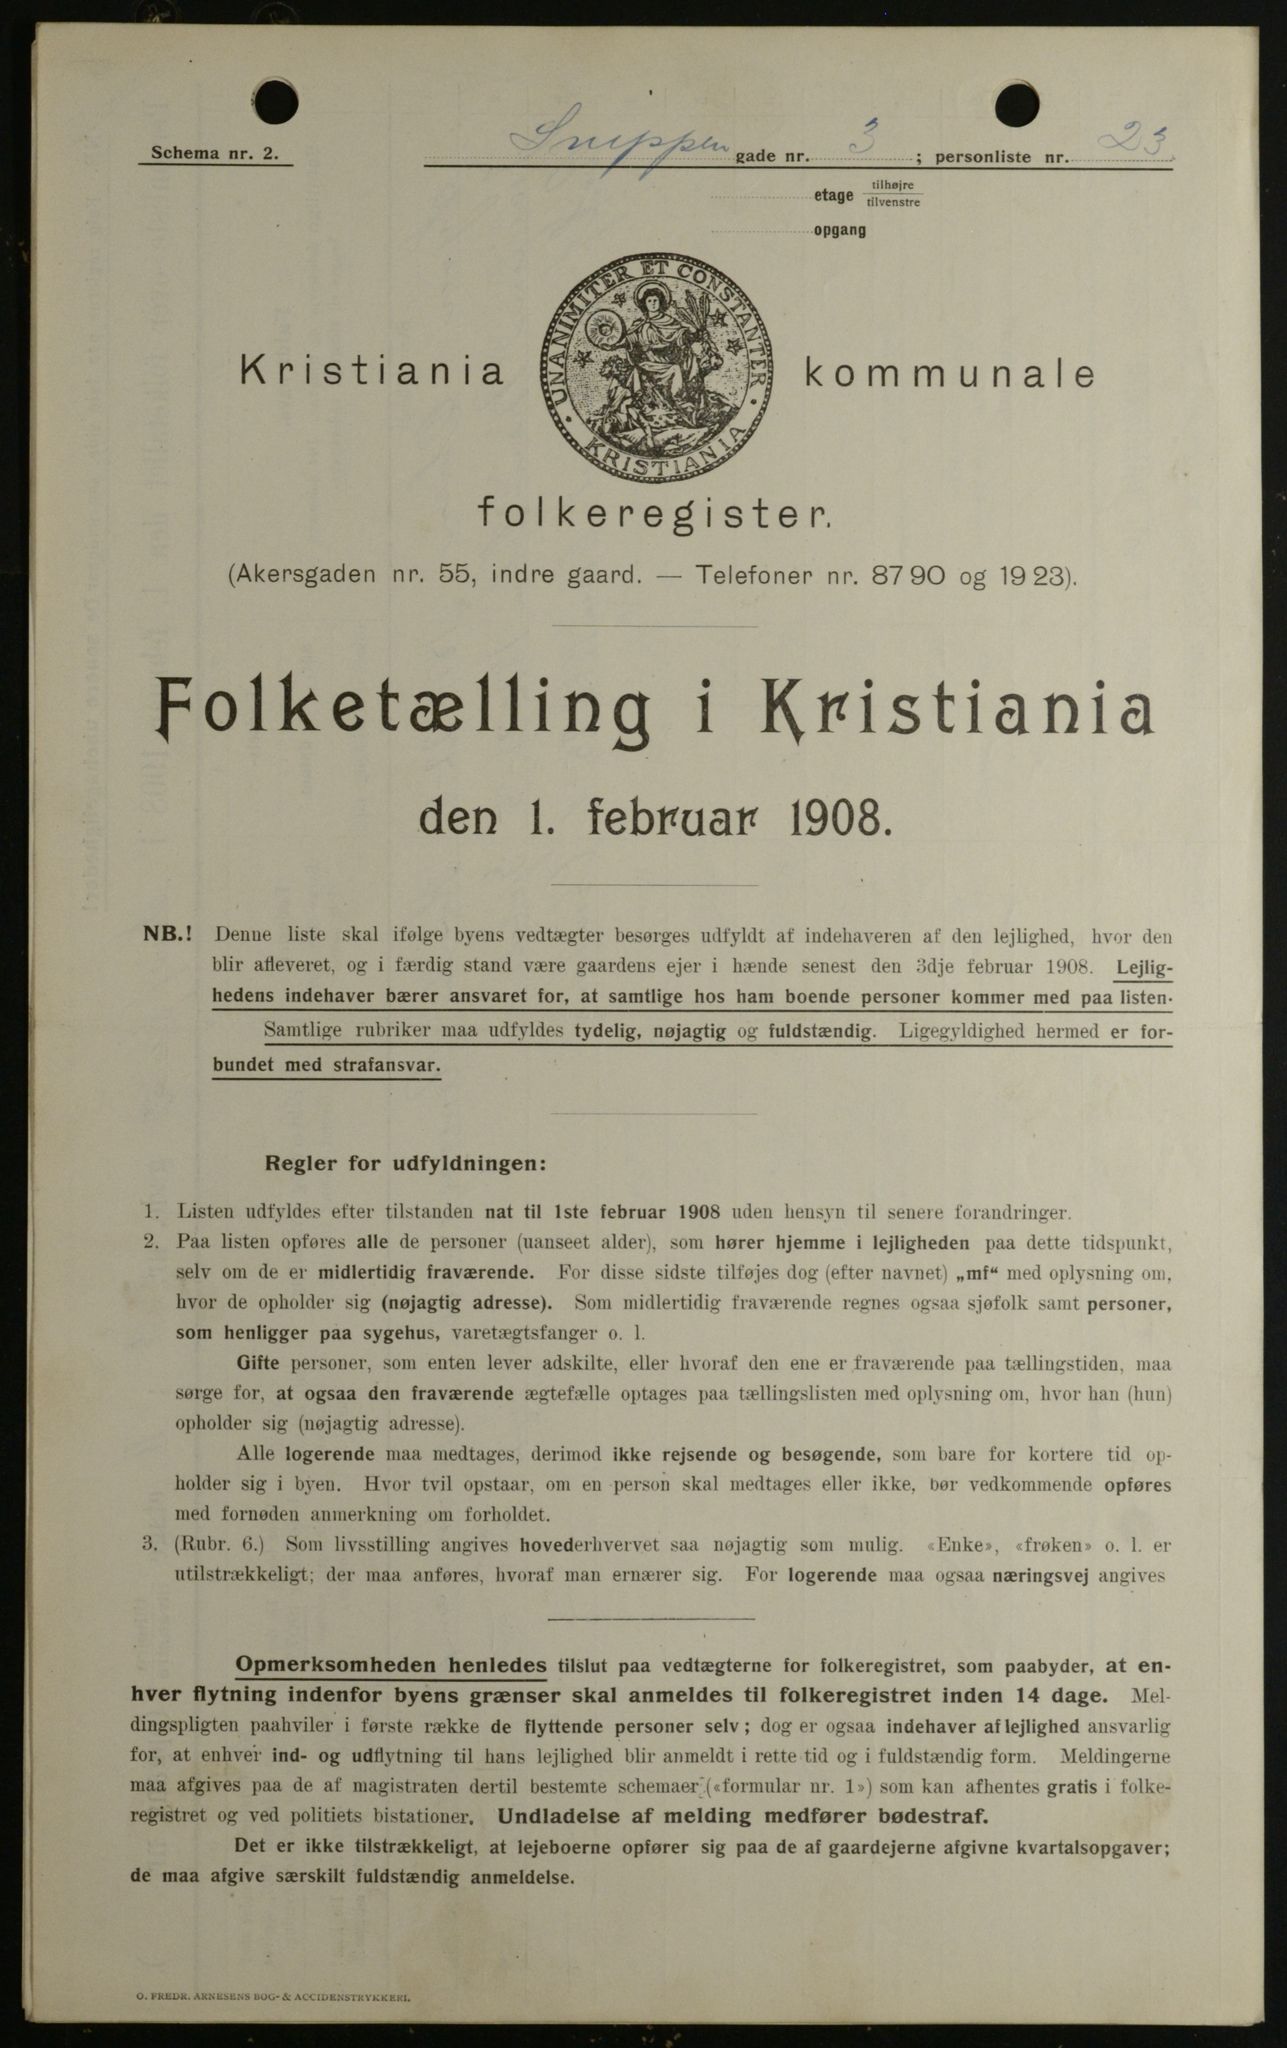 Schema nr. 2.
Snippen gade nr. 3 ; personliste nr. 23
etage tilhøjre
tilvenstre
opgang
UNANIMITER ET CONSTANTER
KRISTIANIA
Kristiania kommunale
folkeregister.
(Akersgaden nr. 55, indre gaard. — Telefoner nr. 8790 og 1923).
Folketælling i Kristiania
den 1. februar 1908.
NB.! Denne liste skal ifølge byens vedtægter besørges udfyldt af indehaveren af den lejlighed, hvor den
blir afleveret, og i færdig stand være gaardens ejer i hænde senest den 3dje februar 1908. Lejlig-
hedens indehaver bærer ansvaret for, at samtlige hos ham boende personer kommer med paa listen.
Samtlige rubriker maa udfyldes tydelig, nøjagtig og fuldstændig. Ligegyldighed hermed er for-
bundet med strafansvar.
Regler for udfyldningen:
1. Listen udfyldes efter tilstanden nat til 1ste februar 1908 uden hensyn til senere forandringer.
2. Paa listen opføres alle de personer (uanseet alder), som hører hjemme i lejligheden paa dette tidspunkt,
selv om de er midlertidig fraværende. For disse sidste tilføjes dog (efter navnet) „mf“ med oplysning om,
hvor de opholder sig (nøjagtig adresse). Som midlertidig fraværende regnes ogsaa sjøfolk samt personer,
som henligger paa sygehus, varetægtsfanger o. l.
Gifte personer, som enten lever adskilte, eller hvoraf den ene er fraværende paa tællingstiden, maa
sørge for, at ogsaa den fraværende ægtefælle optages paa tællingslisten med oplysning om, hvor han (hun)
opholder sig (nøjagtig adresse).
Alle logerende maa medtages, derimod ikke rejsende og besøgende, som bare for kortere tid op-
holder sig i byen. Hvor tvil opstaar, om en person skal medtages eller ikke, bør vedkommende opføres
med fornøden anmerkning om forholdet.
3. (Rubr. 6.) Som livsstilling angives hovederhvervet saa nøjagtig som mulig. «Enke», «frøken» o. l. er
utilstrækkeligt; der maa anføres, hvoraf man ernærer sig. For logerende maa ogsaa næringsvej angives
Opmerksomheden henledes tilslut paa vedtægterne for folkeregistret, som paabyder, at en-
hver flytning indenfor byens grænser skal anmeldes til folkeregistret inden 14 dage. Mel-
dingspligten paahviler i første række de flyttende personer selv; dog er ogsaa indehaver af lejlighed ansvarlig
for, at enhver ind- og udflytning til hans lejlighed blir anmeldt i rette tid og i fuldstændig form. Meldingerne
maa afgives paa de af magistraten dertil bestemte schemaer («formular nr. 1») som kan afhentes gratis i folke-
registret og ved politiets bistationer. Undladelse af melding medfører bødestraf.
Det er ikke tilstrækkeligt, at lejeboerne opfører sig paa de af gaardejerne afgivne kvartalsopgaver;
de maa afgive særskilt fuldstændig anmeldelse.
O. FREDR. ARNESENS BOG- & ACCIDENSTRYKKERI.